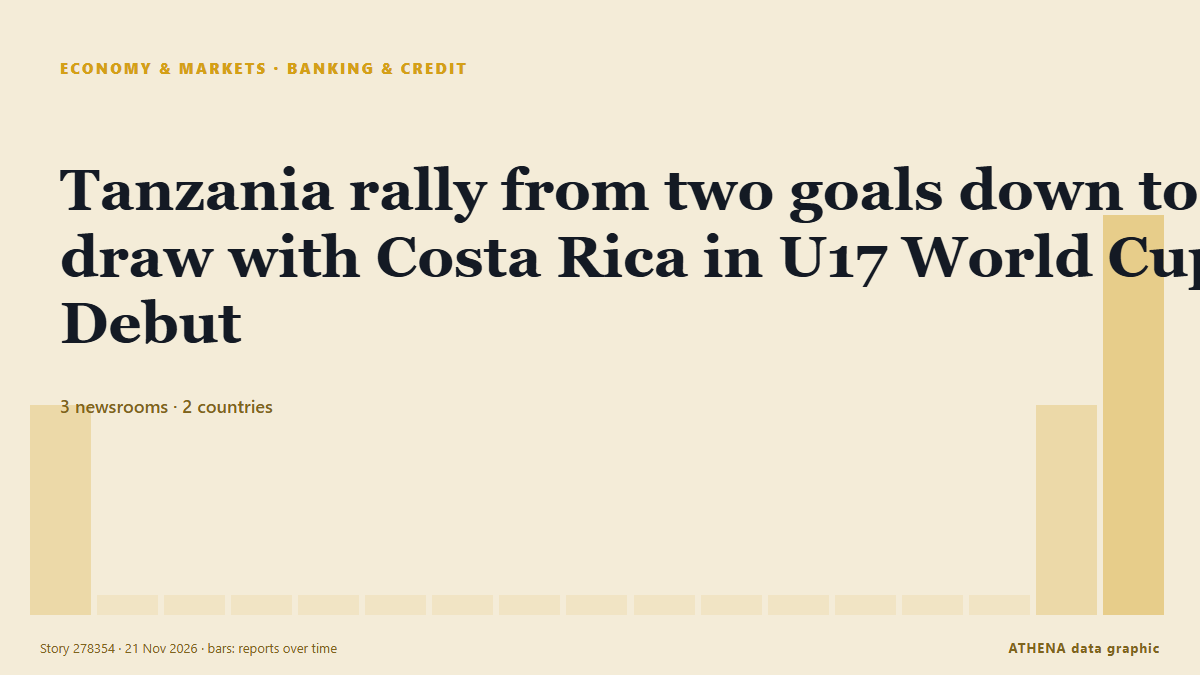 ECONOMY & MARKETS · BANKING & CREDIT
Tanzania rally from two goals down to
draw with Costa Rica in U17 World Cup
Debut
3 newsrooms · 2 countries
Story 278354 · 21 Nov 2026 · bars: reports over time
ATHENA data graphic